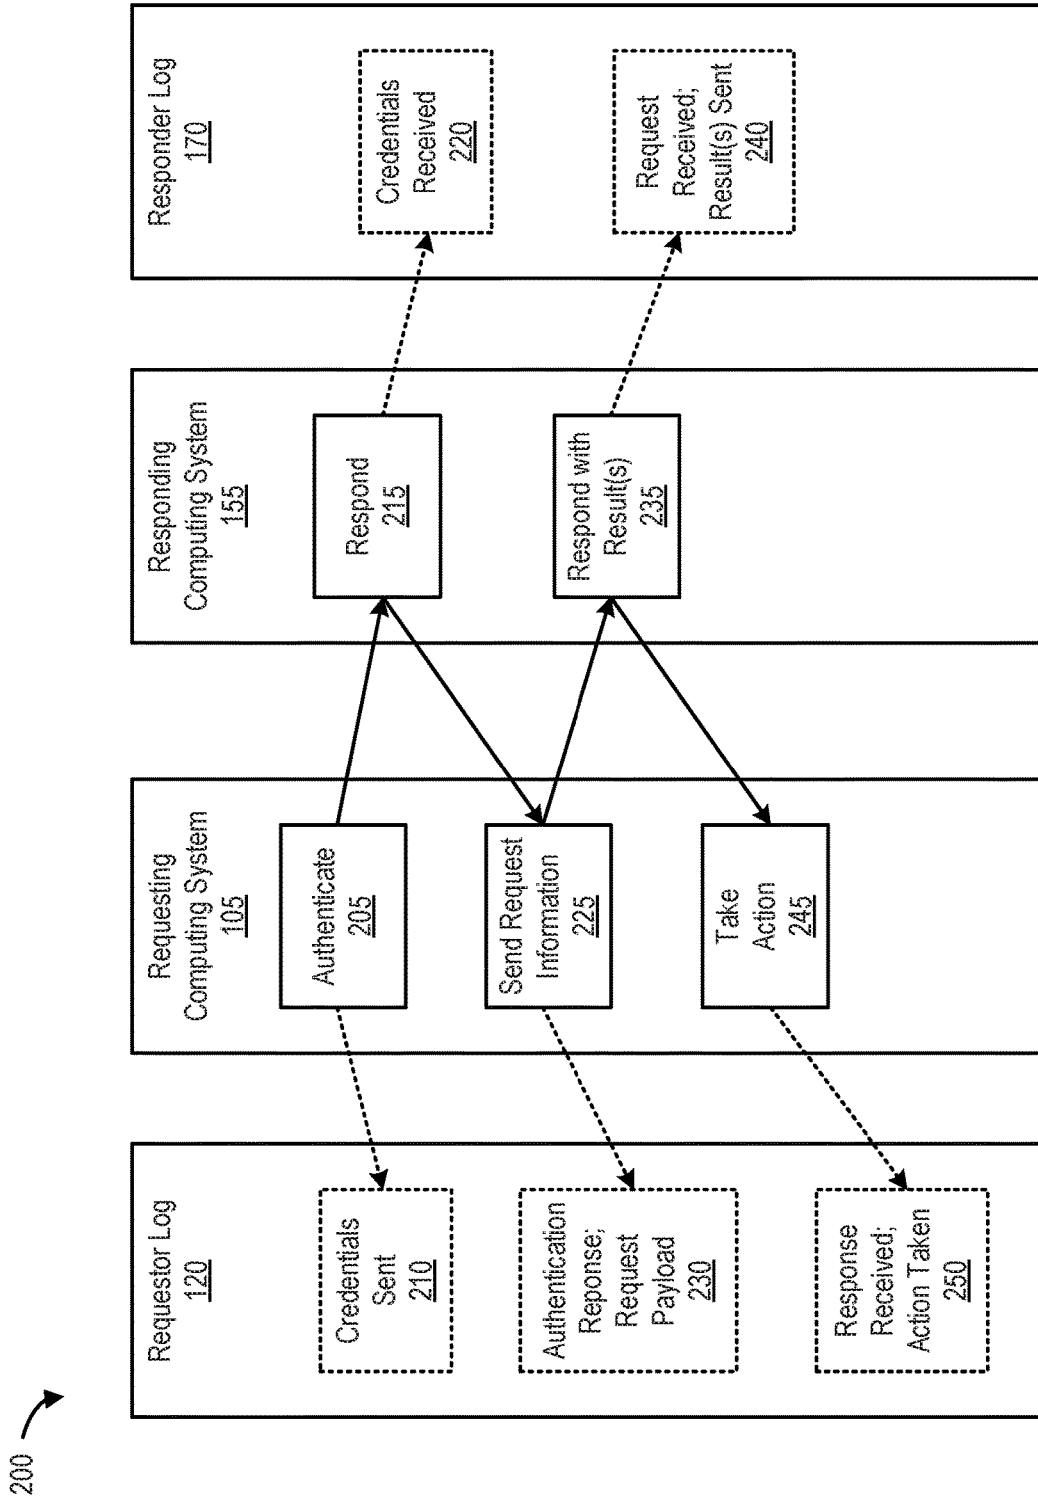 200
Requestor Log
120
Credentials
Sent
210
Authentication
Reponse;
Request
Payload
230
Response
Received;
Action Taken
250
Requesting
Computing System
105
Authenticate
205
Send Request
Information
225
Take
Action
245
Responding
Computing System
155
Respond
215
Respond with
Result(s)
235
Responder Log
170
Credentials
Received
220
Request
Received;
Result(s) Sent
240